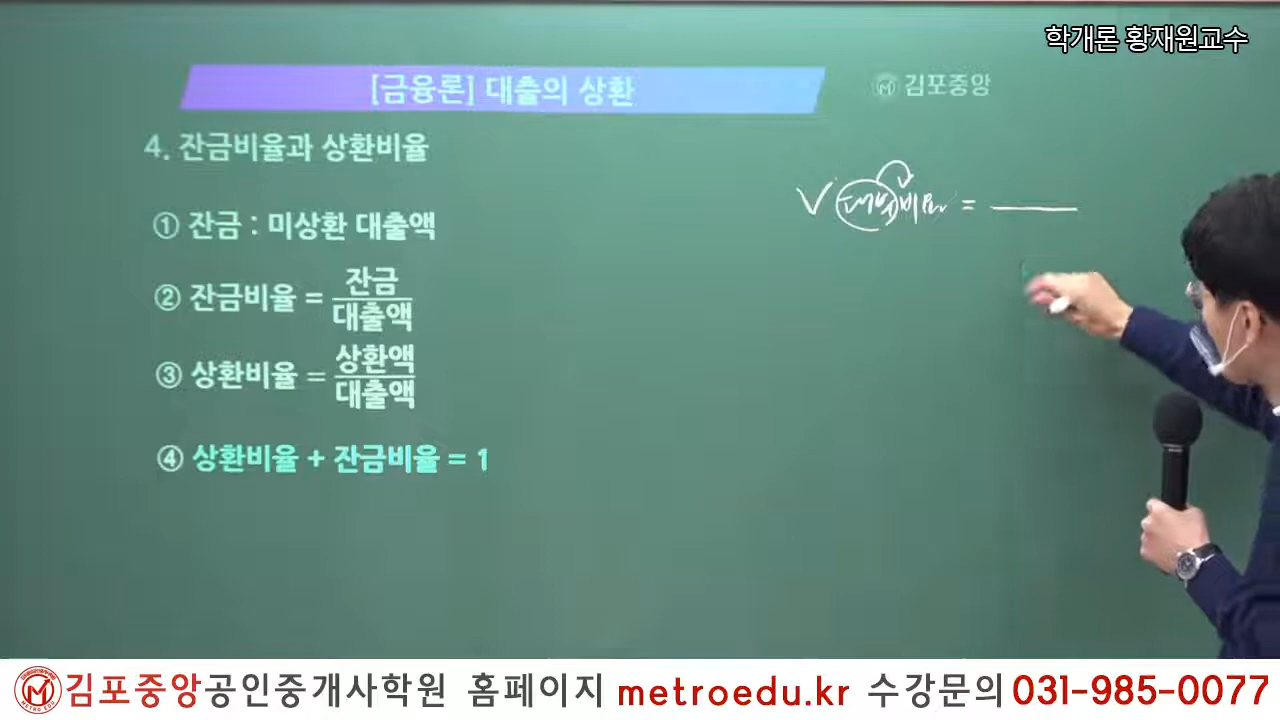 학개론 황재원교수
[금융론] 대출의 상환
김포중앙
4. 잔금비율과 상환비율
① 잔금 : 미상환 대출액
② 잔금비율 = 잔금
대출액
③ 상환비율 = 상환액
대출액
④ 상환비율 + 잔금비율 = 1
V =
김포중앙공인중개사학원 홈페이지 metroedu.kr 수강문의 031-985-0077